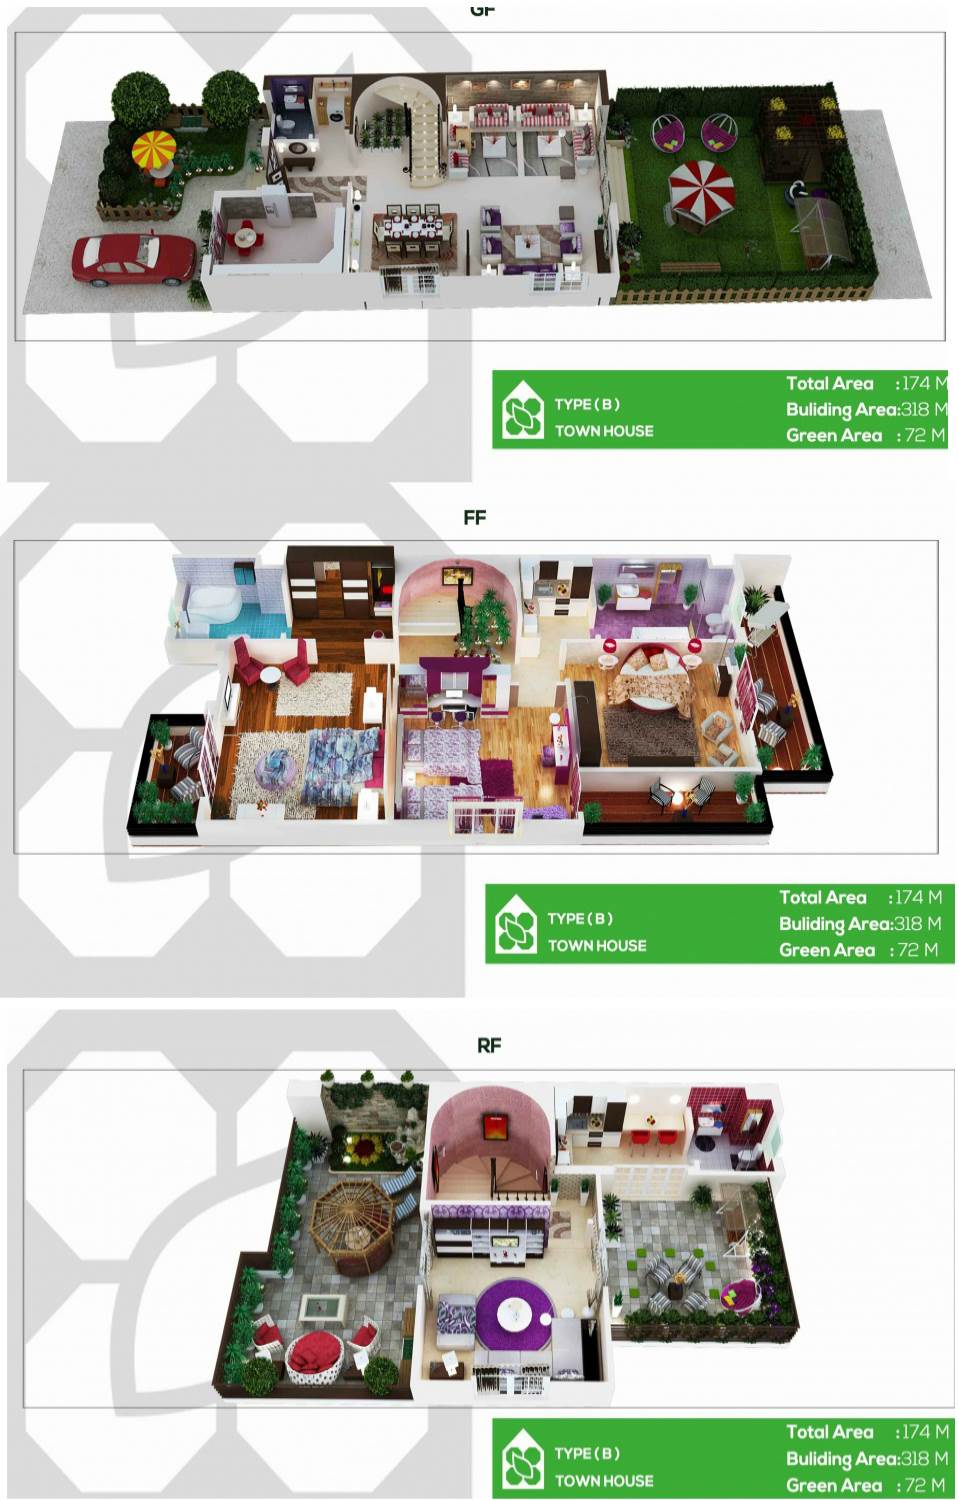 GF
TYPE ( B )
TOWN HOUSE
Total Area : 174 M
Buliding Area:318 M
Green Area : 72 M
FF
TYPE ( B )
TOWN HOUSE
Total Area : 174 M
Buliding Area:318 M
Green Area : 72 M
RF
TYPE ( B )
TOWN HOUSE
Total Area : 174 M
Buliding Area:318 M
Green Area : 72 M